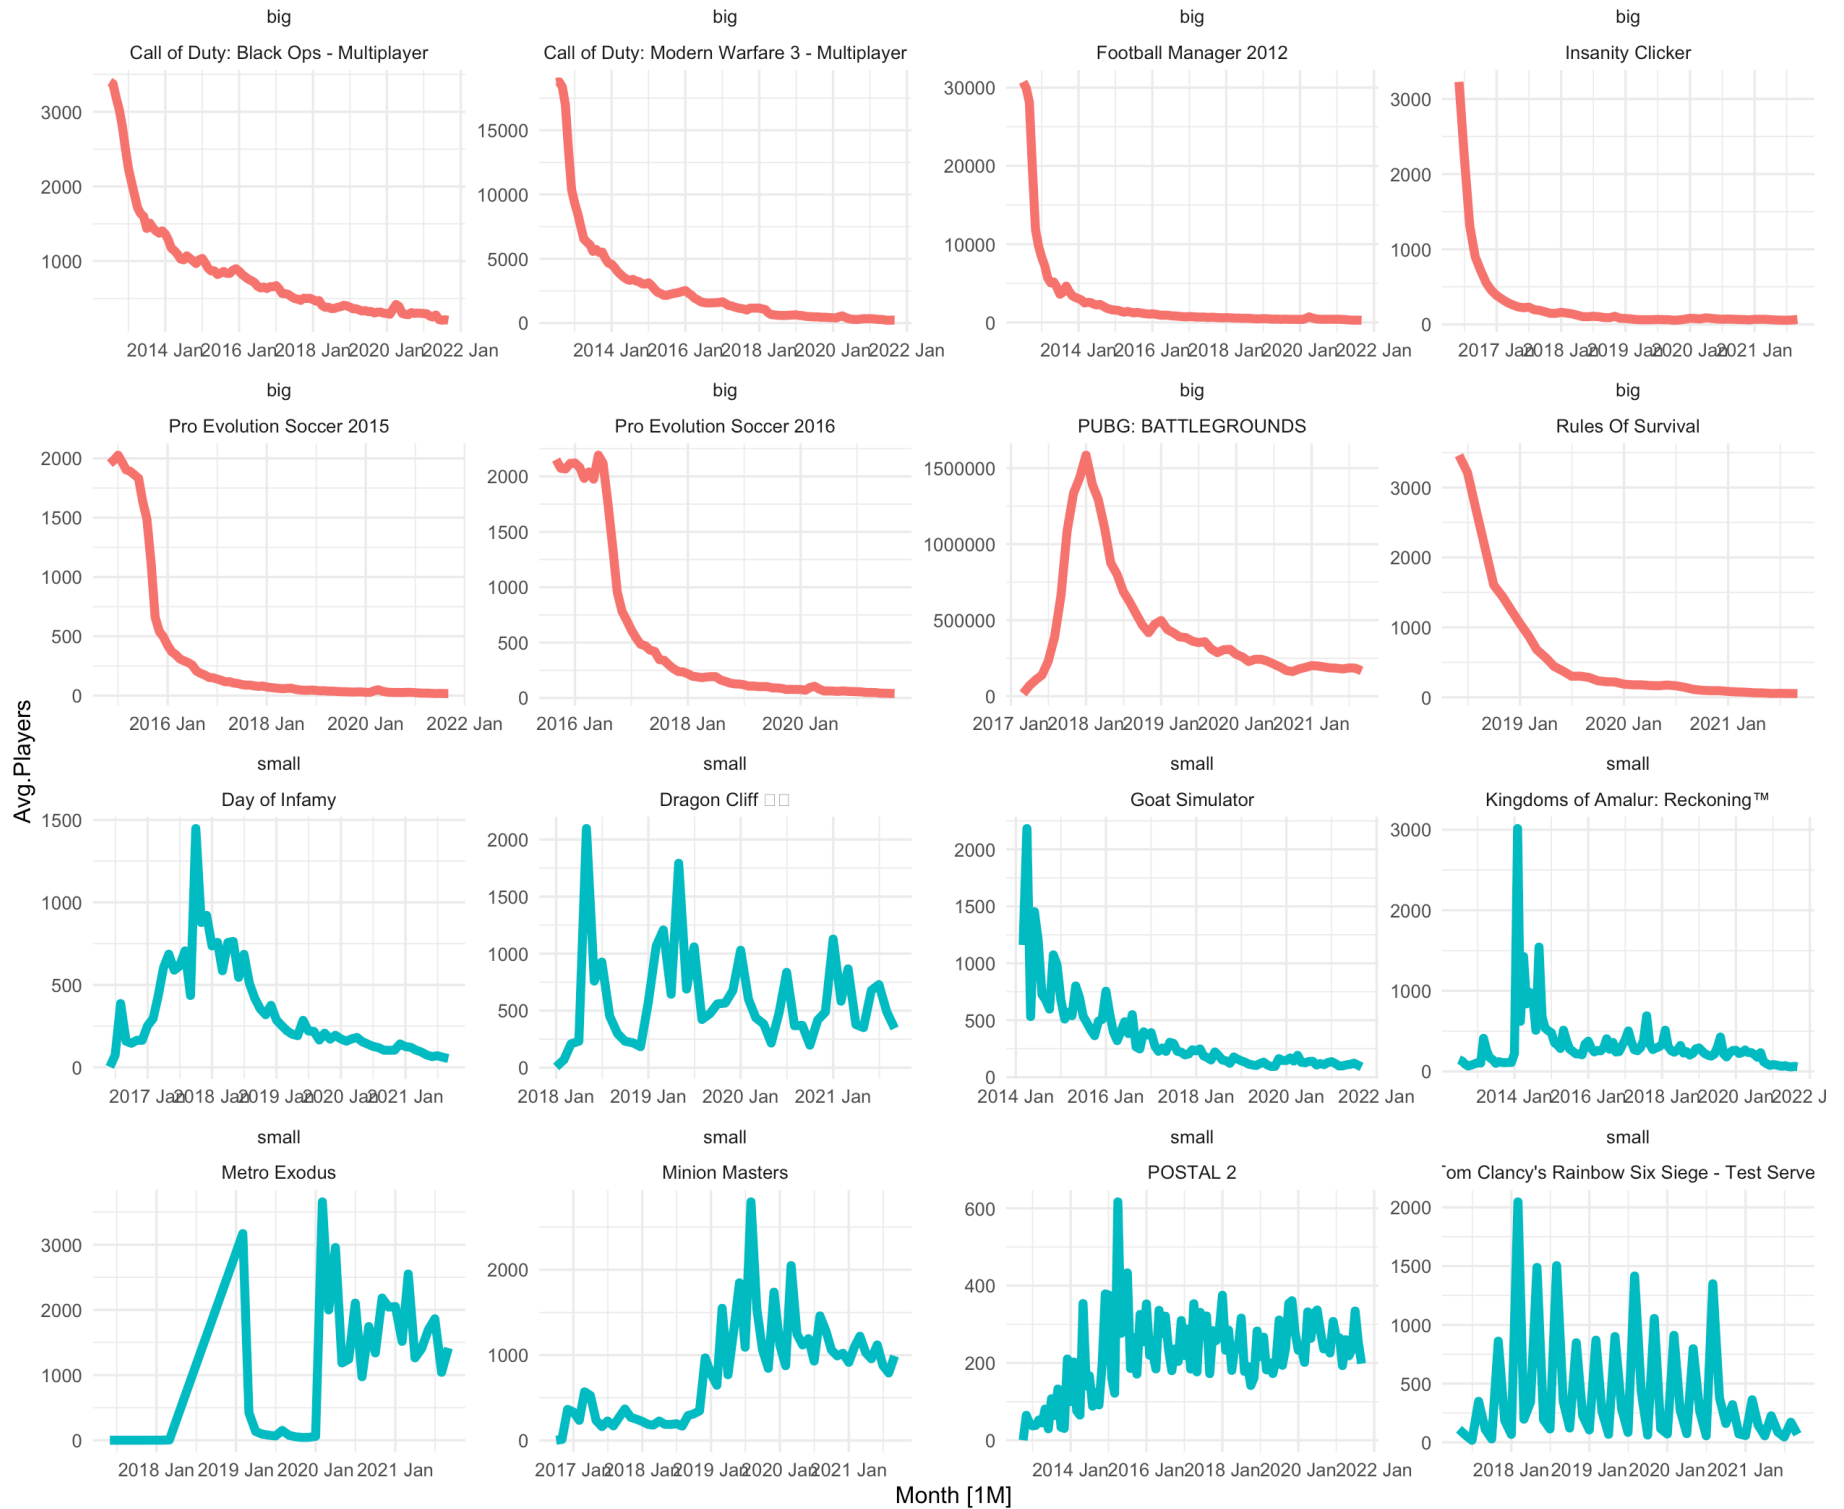 big big big big
Call of Duty: Black Ops - Multiplayer Call of Duty: Modern Warfare 3 - Multiplayer Football Manager 2012 Insanity Clicker
3000
2000
1000
15000
10000
5000
0
30000
20000
10000
0
3000
2000
1000
0
2014 Jan 2016 Jan 2018 Jan 2020 Jan 2022 Jan
2014 Jan 2016 Jan 2018 Jan 2020 Jan 2022 Jan
2014 Jan 2016 Jan 2018 Jan 2020 Jan 2022 Jan
2017 Jan 2018 Jan 2019 Jan 2020 Jan 2021 Jan
big big big big
Pro Evolution Soccer 2015 Pro Evolution Soccer 2016 PUBG: BATTLEGROUNDS Rules Of Survival
2000
1500
1000
500
0
2000
1500
1000
500
0
1500000
1000000
500000
0
3000
2000
1000
0
2016 Jan 2018 Jan 2020 Jan 2022 Jan
2016 Jan 2018 Jan 2020 Jan
2017 Jan 2018 Jan 2019 Jan 2020 Jan 2021 Jan
2019 Jan 2020 Jan 2021 Jan
Avg.Players
small small small small
Day of Infamy Dragon Cliff Goat Simulator Kingdoms of Amalur: Reckoning™
1500
1000
500
0
2000
1500
1000
500
0
2000
1500
1000
500
0
3000
2000
1000
0
2017 Jan 2018 Jan 2019 Jan 2020 Jan 2021 Jan
2018 Jan 2019 Jan 2020 Jan 2021 Jan
2014 Jan 2016 Jan 2018 Jan 2020 Jan 2022 Jan
2014 Jan 2016 Jan 2018 Jan 2020 Jan 2022 J
small small small small
Metro Exodus Minion Masters POSTAL 2 om Clancy's Rainbow Six Siege - Test Serve
3000
2000
1000
0
2000
1000
0
600
400
200
0
2000
1500
1000
500
0
2018 Jan 2019 Jan 2020 Jan 2021 Jan
2017 Jan 2018 Jan 2019 Jan 2020 Jan 2021 Jan
2014 Jan 2016 Jan 2018 Jan 2020 Jan 2022 Jan
2018 Jan 2019 Jan 2020 Jan 2021 Jan
Month [1M]